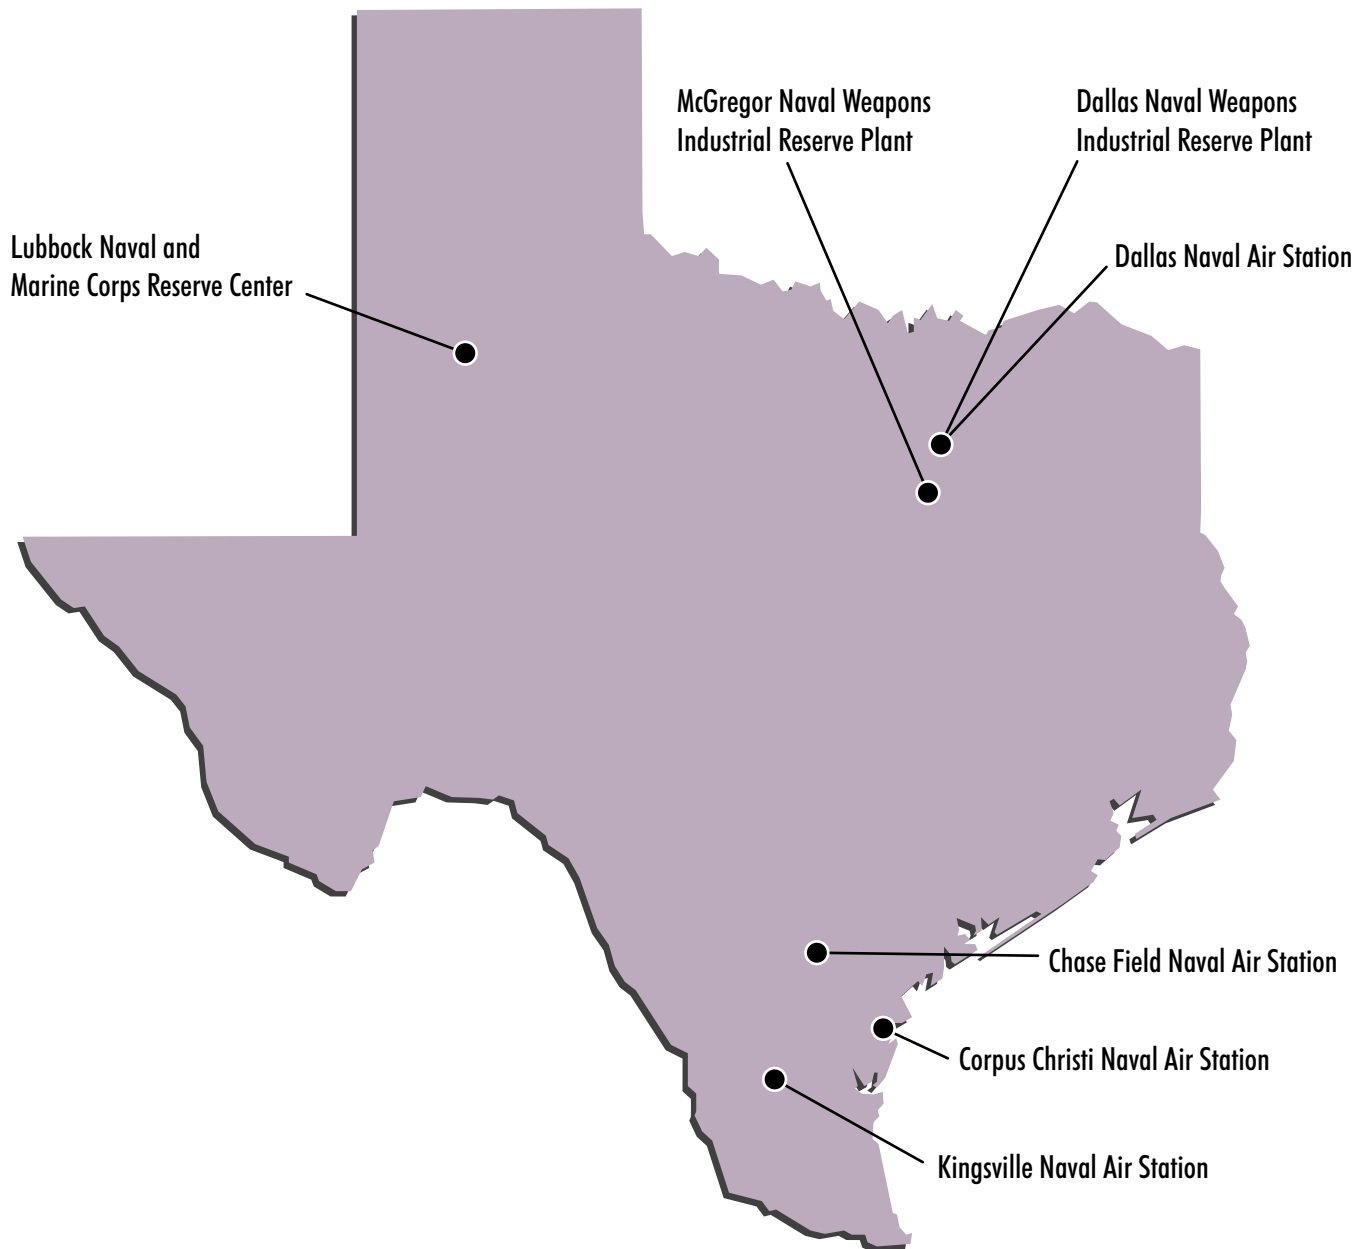 McGregor Naval Weapons
Industrial Reserve Plant
Dallas Naval Weapons
Industrial Reserve Plant
Lubbock Naval and
Marine Corps Reserve Center
Dallas Naval Air Station
Chase Field Naval Air Station
Corpus Christi Naval Air Station
Kingsville Naval Air Station